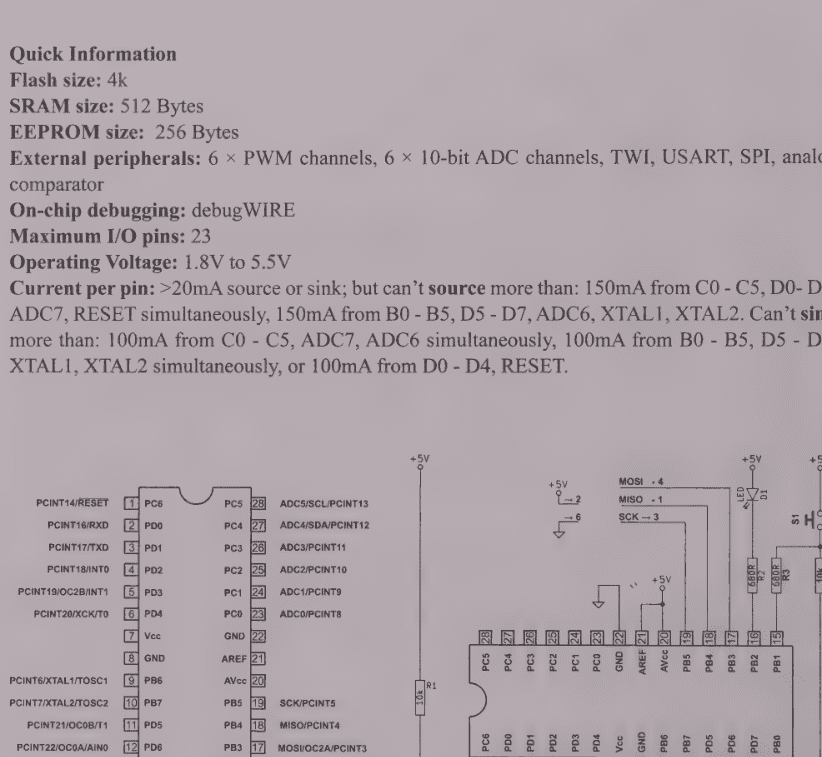 Quick Information
Flash size: 4k
SRAM size: 512 Bytes
EEPROM size: 256 Bytes
External peripherals: 6 × PWM channels, 6 × 10-bit ADC channels, TWI, USART, SPI, analo
comparator
On-chip debugging: debugWIRE
Maximum I/O pins: 23
Operating Voltage: 1.8V to 5.5V
Current per pin: >20mA source or sink; but can't source more than: 150mA from C0 - C5, D0- D
ADC7, RESET simultaneously, 150mA from B0 - B5, D5 - D7, ADC6, XTAL1, XTAL2. Can't sin
more than: 100mA from C0 - C5, ADC7, ADC6 simultaneously, 100mA from B0 - B5, D5 - D
XTAL1, XTAL2 simultaneously, or 100mA from D0 - D4, RESET.
PCINT14/RESET 1 PC6 PC5 28 ADC5/SCL/PCINT13
PCINT16/RXD 2 PD0 PC4 27 ADC4/SDA/PCINT12
PCINT17/TXD 3 PD1 PC3 26 ADC3/PCINT11
PCINT18/INT0 4 PD2 PC2 25 ADC2/PCINT10
PCINT19/OC2B/INT1 5 PD3 PC1 24 ADC1/PCINT9
PCINT20/XCK/T0 6 PD4 PC0 23 ADC0/PCINT8
7 Vcc GND 22
8 GND AREF 21
PCINT6/XTAL1/TOSC1 9 PB6 AVcc 20
PCINT7/XTAL2/TOSC2 10 PB7 PB5 19 SCK/PCINT5
PCINT21/OC0B/T1 11 PD5 PB4 18 MISO/PCINT4
PCINT22/OC0A/AIN0 12 PD6 PB3 17 MOSI/OC2A/PCINT3
+5V
10k R1
+5V
→ 2
→ 6
MOSI - 4
MISO - 1
SCK → 3
+5V
+5V
LED D1
+5
S1
680R R2
680R R3
10k
28 27 26 25 24 23 22 21 20 19 18 17 16 15
PC5 PC4 PC3 PC2 PC1 PC0 GND AREF AVcc PB5 PB4 PB3 PB2 PB1
PC6 PD0 PD1 PD2 PD3 PD4 Vcc GND PB6 PB7 PD5 PD6 PD7 PB0